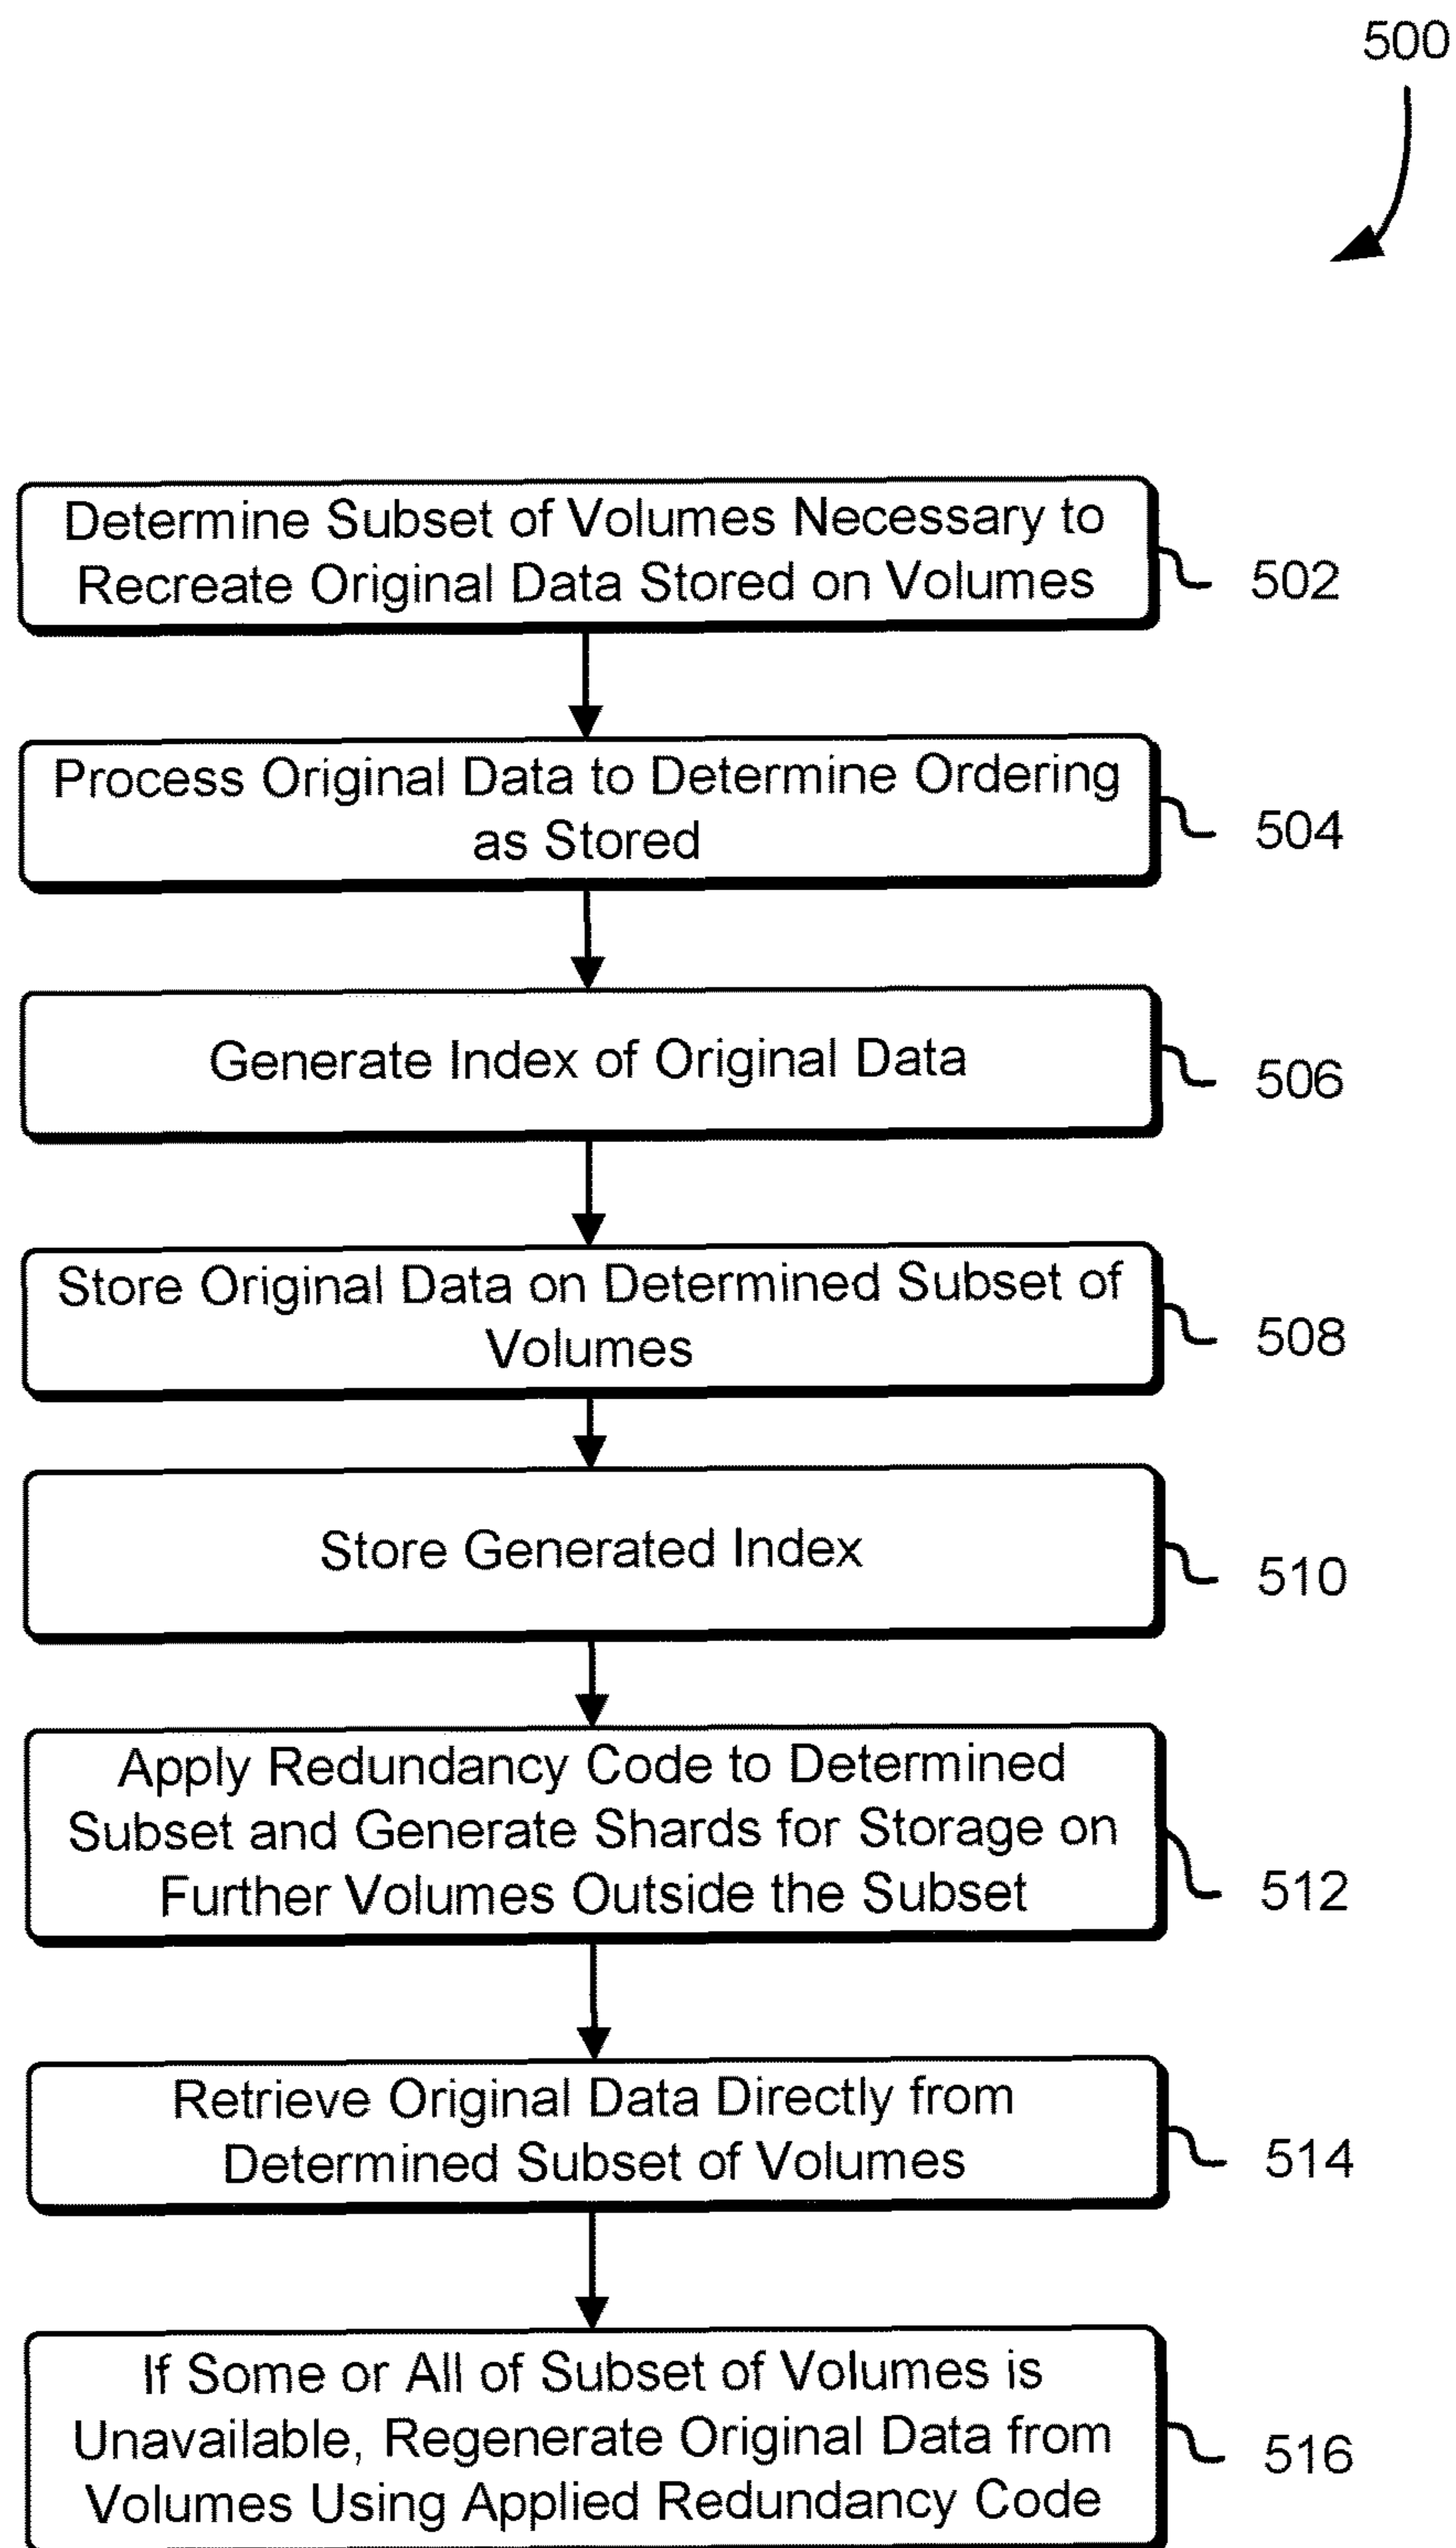 500
Determine Subset of Volumes Necessary to
Recreate Original Data Stored on Volumes
502
Process Original Data to Determine Ordering
as Stored
504
Generate Index of Original Data
506
Store Original Data on Determined Subset of
Volumes
508
Store Generated Index
510
Apply Redundancy Code to Determined
Subset and Generate Shards for Storage on
Further Volumes Outside the Subset
512
Retrieve Original Data Directly from
Determined Subset of Volumes
514
If Some or All of Subset of Volumes is
Unavailable, Regenerate Original Data from
Volumes Using Applied Redundancy Code
516